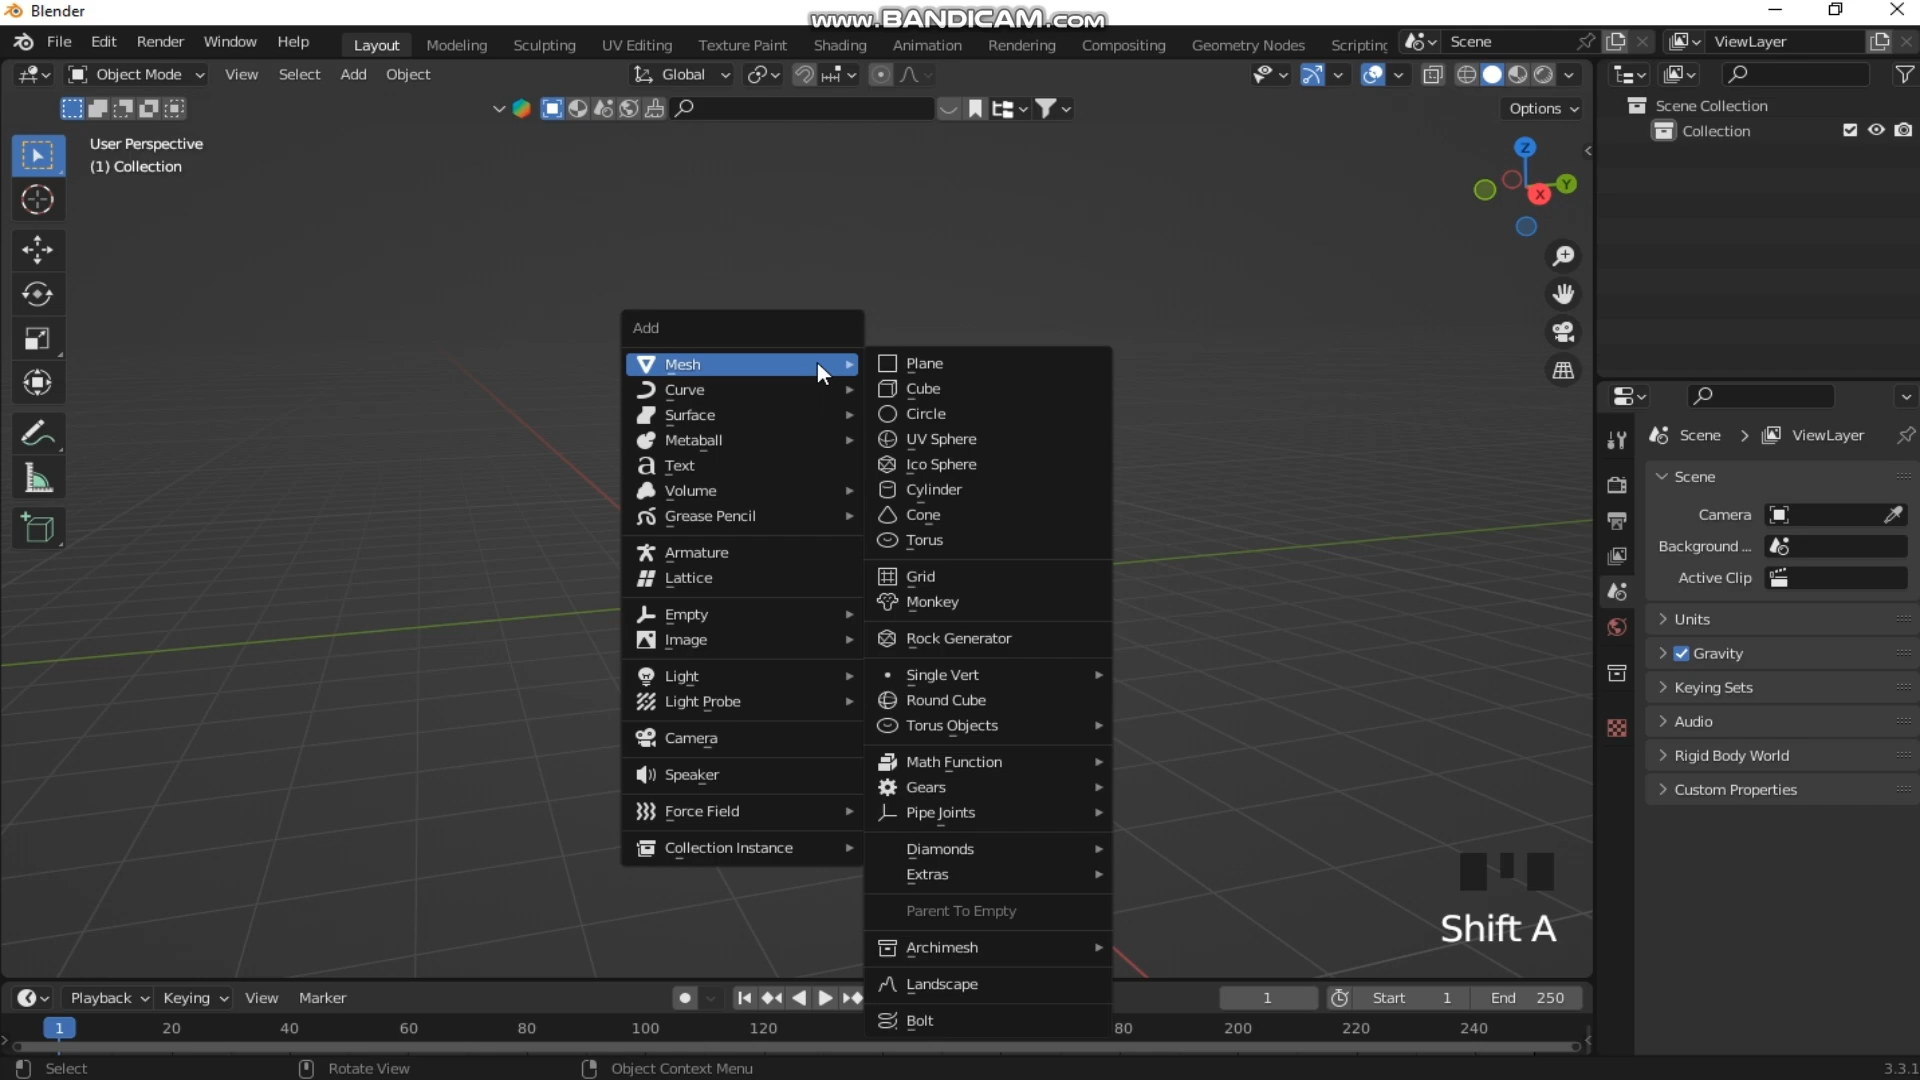 Blender
www.BANDICAM.com
File Edit Render Window Help
Layout Modeling Sculpting UV Editing Texture Paint Shading Animation Rendering Compositing Geometry Nodes Scripting
Scene
ViewLayer
Object Mode View Select Add Object
Global
Options
User Perspective
(1) Collection
Z
Y
X
Scene Collection
Collection
Add
Mesh
Curve
Surface
Metaball
Text
Volume
Grease Pencil
Armature
Lattice
Empty
Image
Light
Light Probe
Camera
Speaker
Force Field
Collection Instance
Plane
Cube
Circle
UV Sphere
Ico Sphere
Cylinder
Cone
Torus
Grid
Monkey
Rock Generator
Single Vert
Round Cube
Torus Objects
Math Function
Gears
Pipe Joints
Diamonds
Extras
Parent To Empty
Archimesh
Landscape
Bolt
Scene > ViewLayer
Scene
Camera
Background ...
Active Clip
Units
Gravity
Keying Sets
Audio
Rigid Body World
Custom Properties
Shift A
Playback Keying View Marker
1 Start 1 End 250
1 20 40 60 80 100 120 80 200 220 240
Select Rotate View Object Context Menu 3.3.1